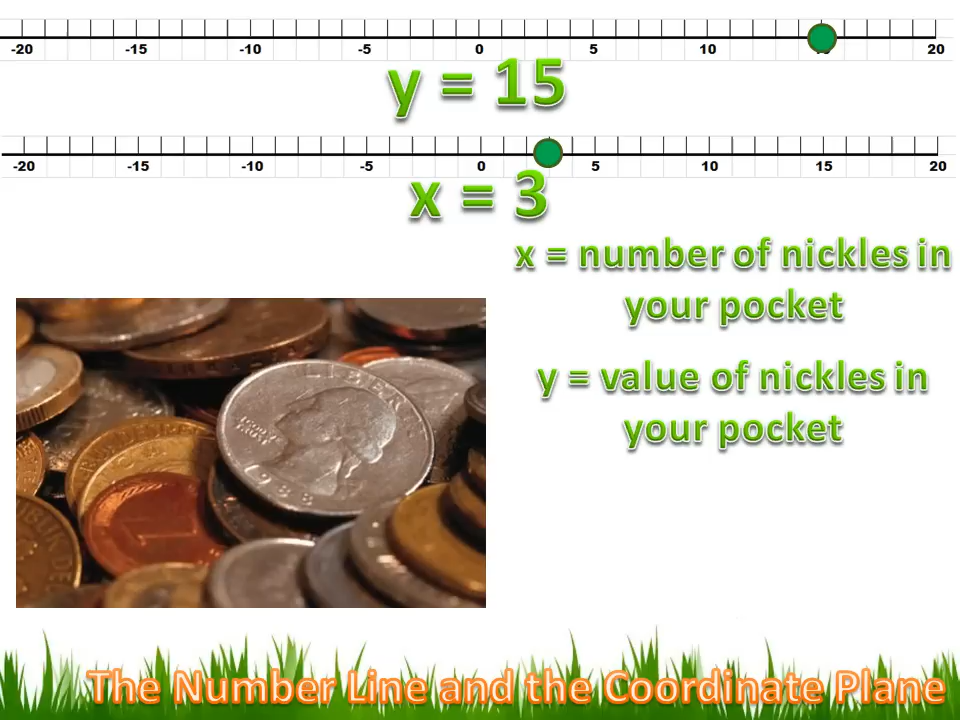 -20 -15 -10 -5 0 5 10 20
y = 15
-20 -15 -10 -5 0 5 10 15 20
x = 3
x = number of nickles in
your pocket
y = value of nickles in
your pocket
LIBERTY
1988
The Number Line and the Coordinate Plane